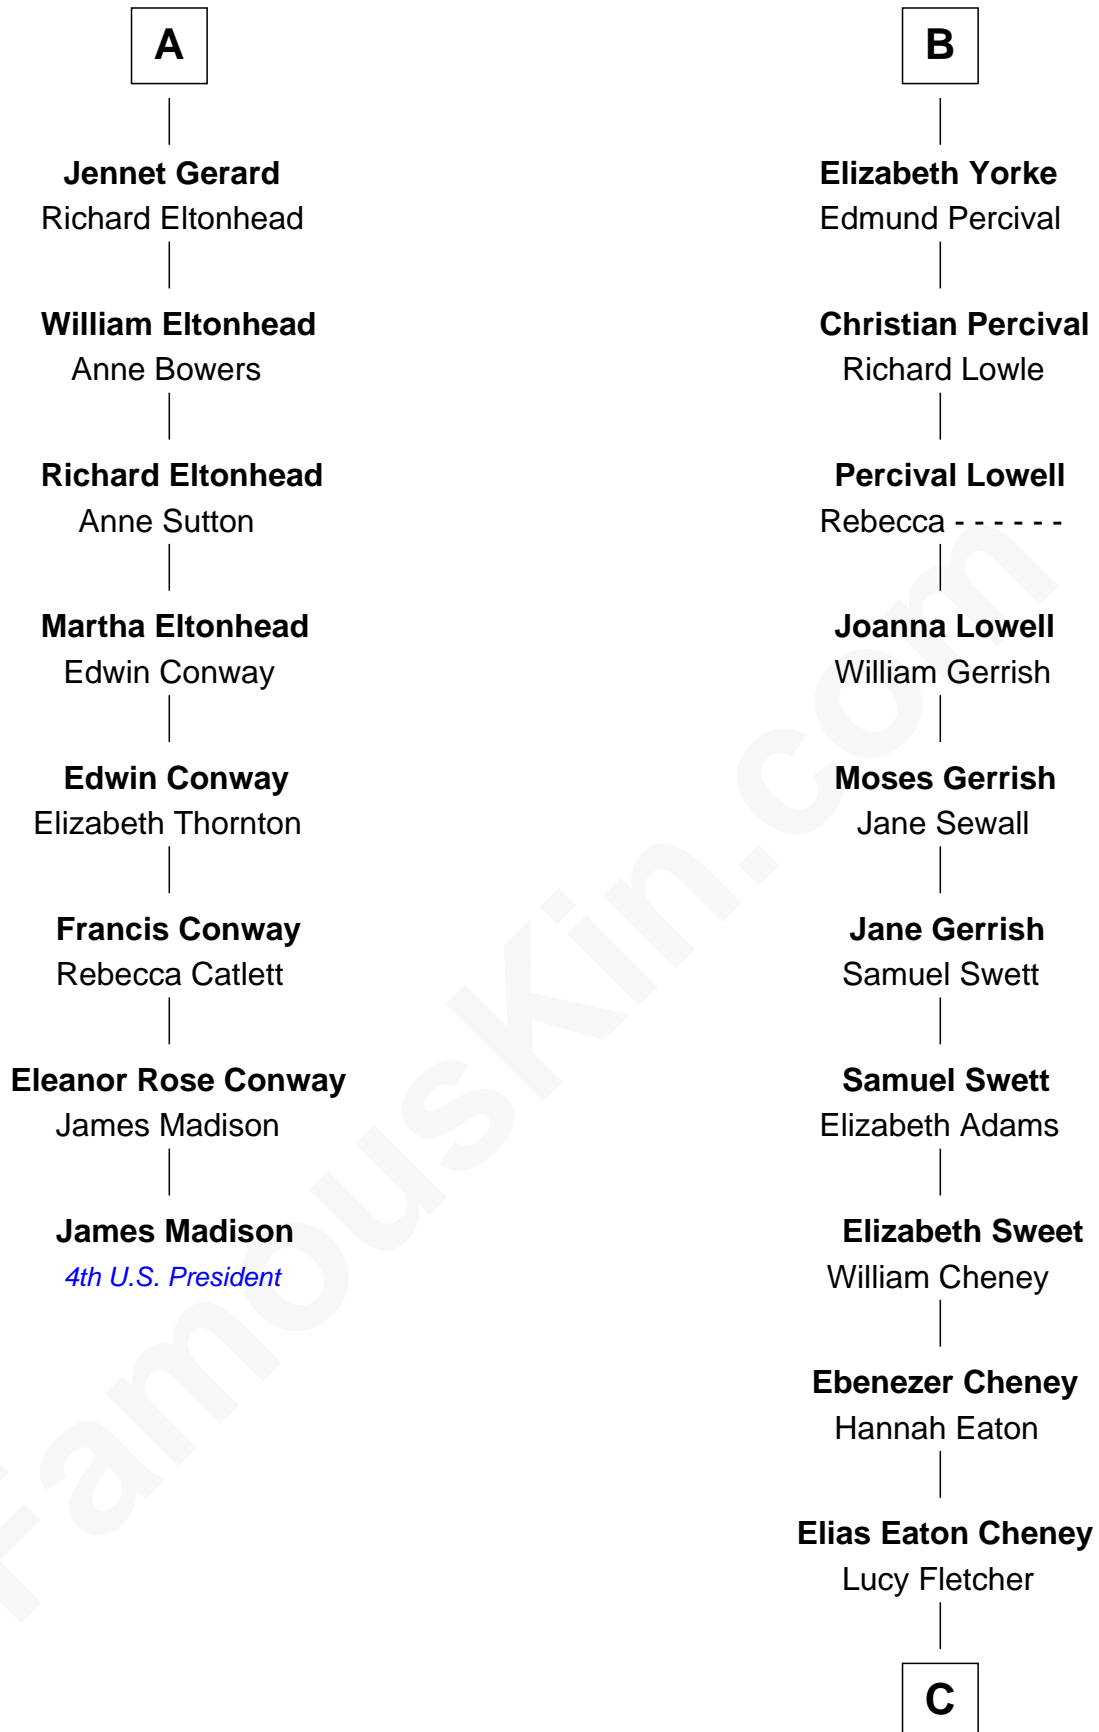 A
Jennet Gerard
Richard Eltonhead
William Eltonhead
Anne Bowers
Richard Eltonhead
Anne Sutton
Martha Eltonhead
Edwin Conway
Edwin Conway
Elizabeth Thornton
Francis Conway
Rebecca Catlett
Eleanor Rose Conway
James Madison
James Madison
4th U.S. President
B
Elizabeth Yorke
Edmund Percival
Christian Percival
Richard Lowle
Percival Lowell
Rebecca - - - - - -
Joanna Lowell
William Gerrish
Moses Gerrish
Jane Sewall
Jane Gerrish
Samuel Swett
Samuel Swett
Elizabeth Adams
Elizabeth Sweet
William Cheney
Ebenezer Cheney
Hannah Eaton
Elias Eaton Cheney
Lucy Fletcher
C
FamousKin.com